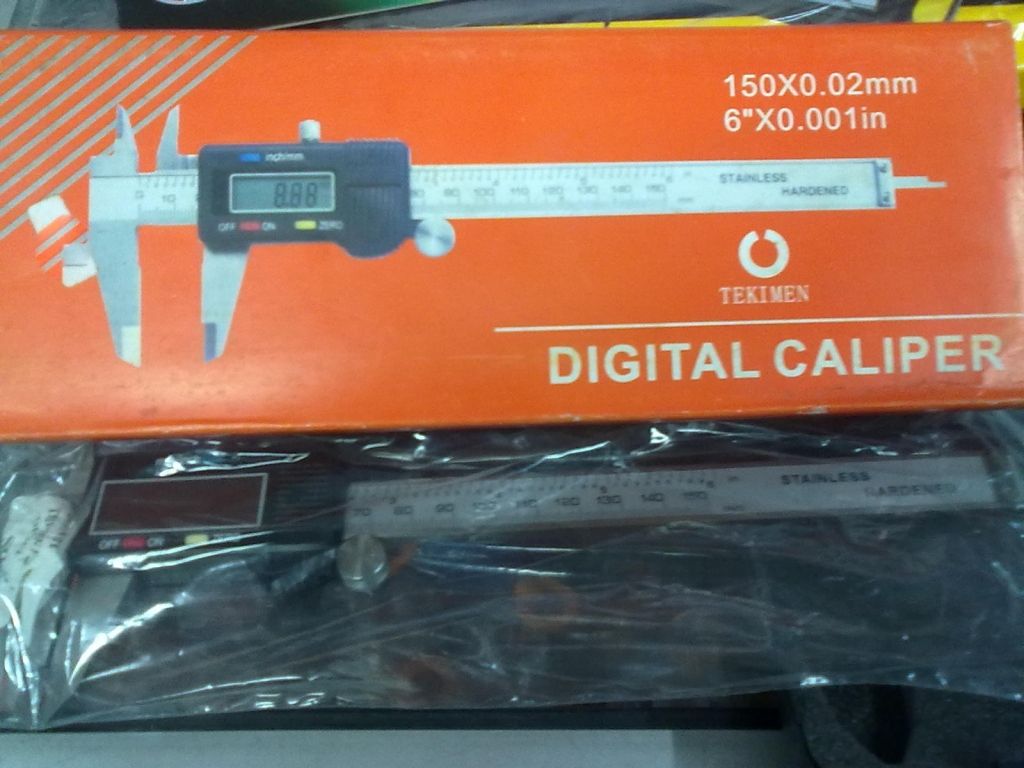 150X0.02mm
6"X0.001in
inch/mm
8.88
OFF ON ZERO
0 10 80 90 100 110 120 130 140 150
STAINLESS
HARDENED
TEKIMEN
DIGITAL CALIPER
70 80 90 100 110 120 130 140 150
STAINLESS
HARDENED
OFF ON